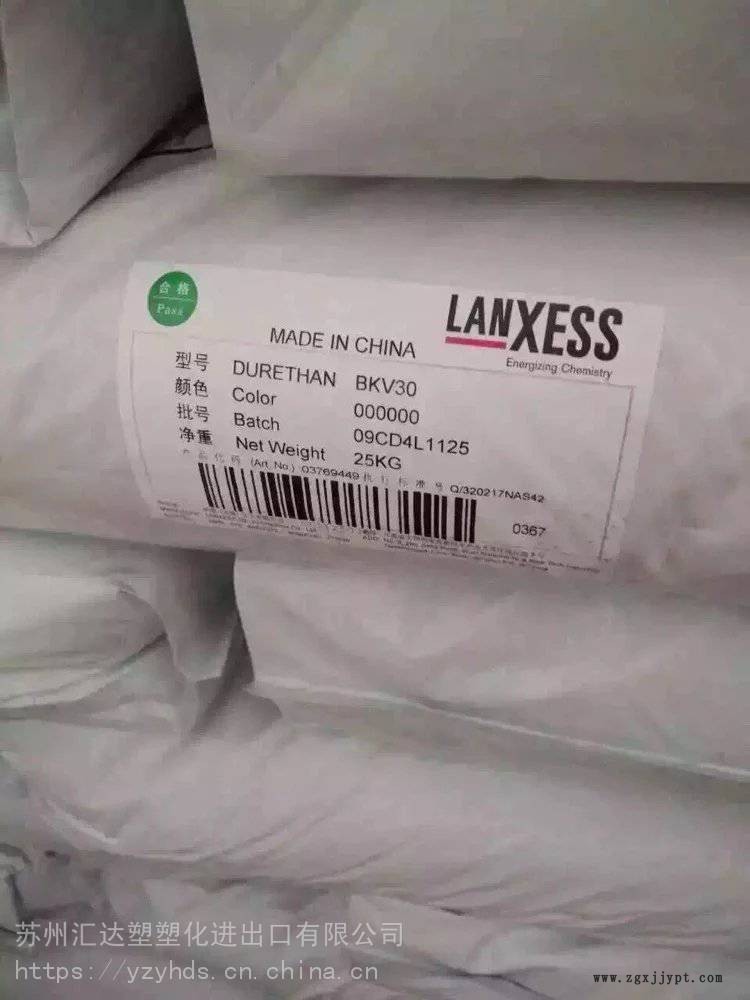 合格
Pass
LANXESS
Energizing Chemistry
MADE IN CHINA
型号 DURETHAN BKV30
颜色 Color 000000
批号 Batch 09CD4L1125
净重 Net Weight 25KG
产品代码 (Art.No.) 03769449 执行标准号 Q/320217NAS42
0367
苏州汇达塑塑化进出口有限公司
https://yzyhds.cn.china.cn
www.zgxjjypt.com